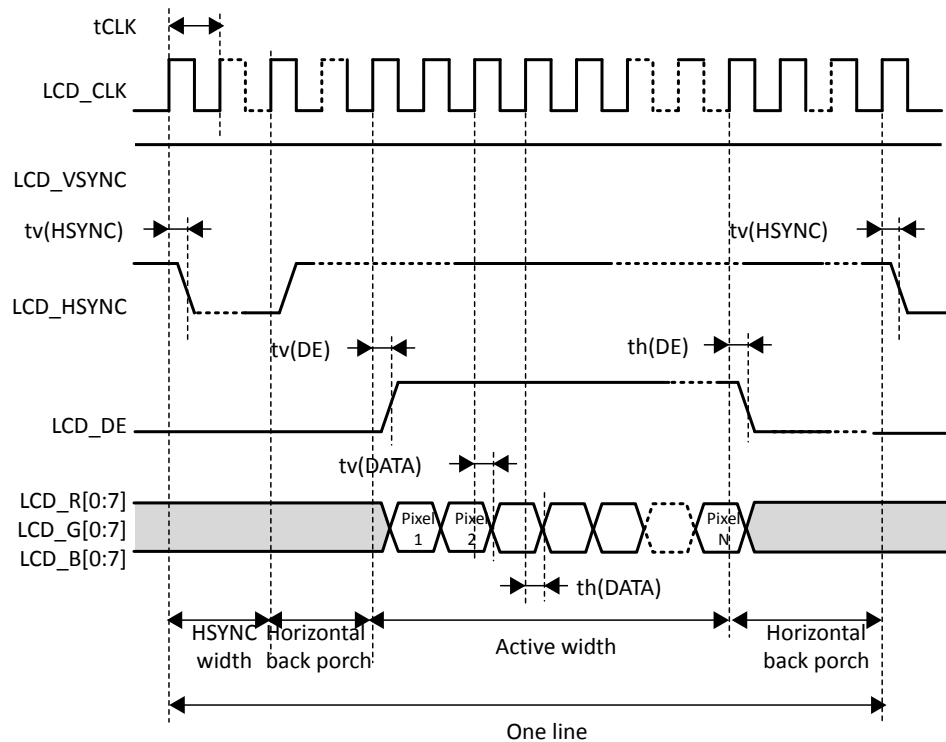 tCLK
LCD_CLK
LCD_VSYNC
tv(HSYNC)
tv(HSYNC)
LCD_HSYNC
tv(DE)
th(DE)
LCD_DE
tv(DATA)
LCD_R[0:7]
LCD_G[0:7]
LCD_B[0:7]
Pixel
1
Pixel
2
Pixel
N
th(DATA)
HSYNC
width
Horizontal
back porch
Active width
Horizontal
back porch
One line